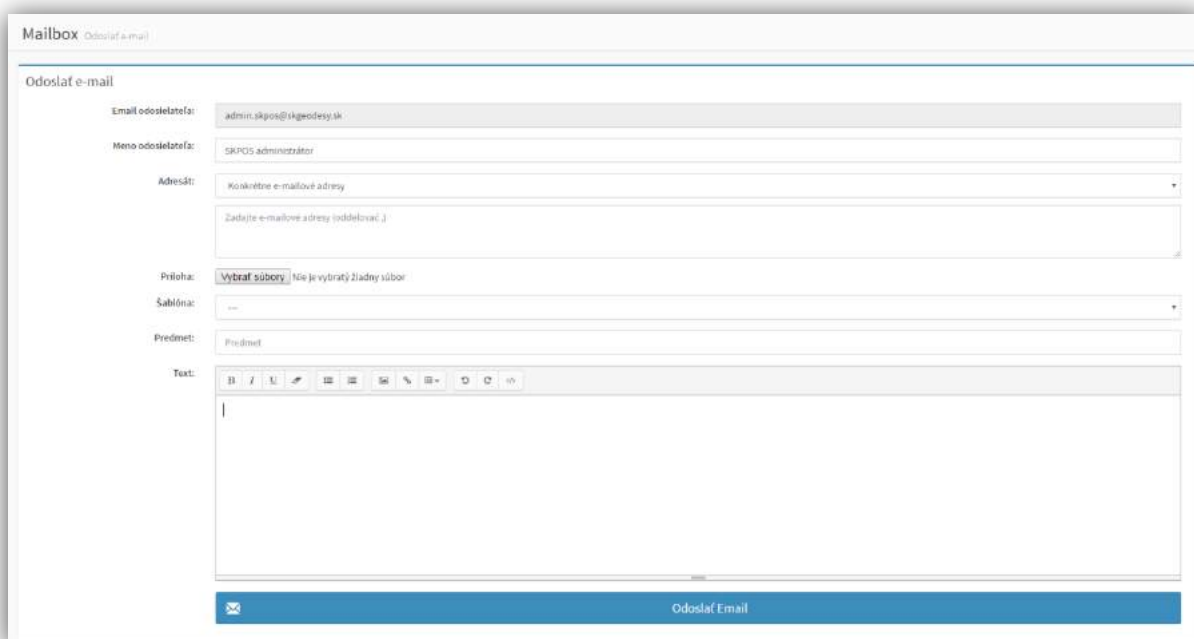 Mailbox Odoslať e-mail
Odoslať e-mail
Email odosielateľa: admin.skpos@skgeodesy.sk
Meno odosielateľa: SKPOS administrátor
Adresát: Konkrétne e-mailové adresy
Zadajte e-mailové adresy (oddeľovač ,)
Príloha: Vybrať súbory Nie je vybratý žiadny súbor
Šablóna: ---
Predmet: Predmet
Text: B I U
Odoslať Email